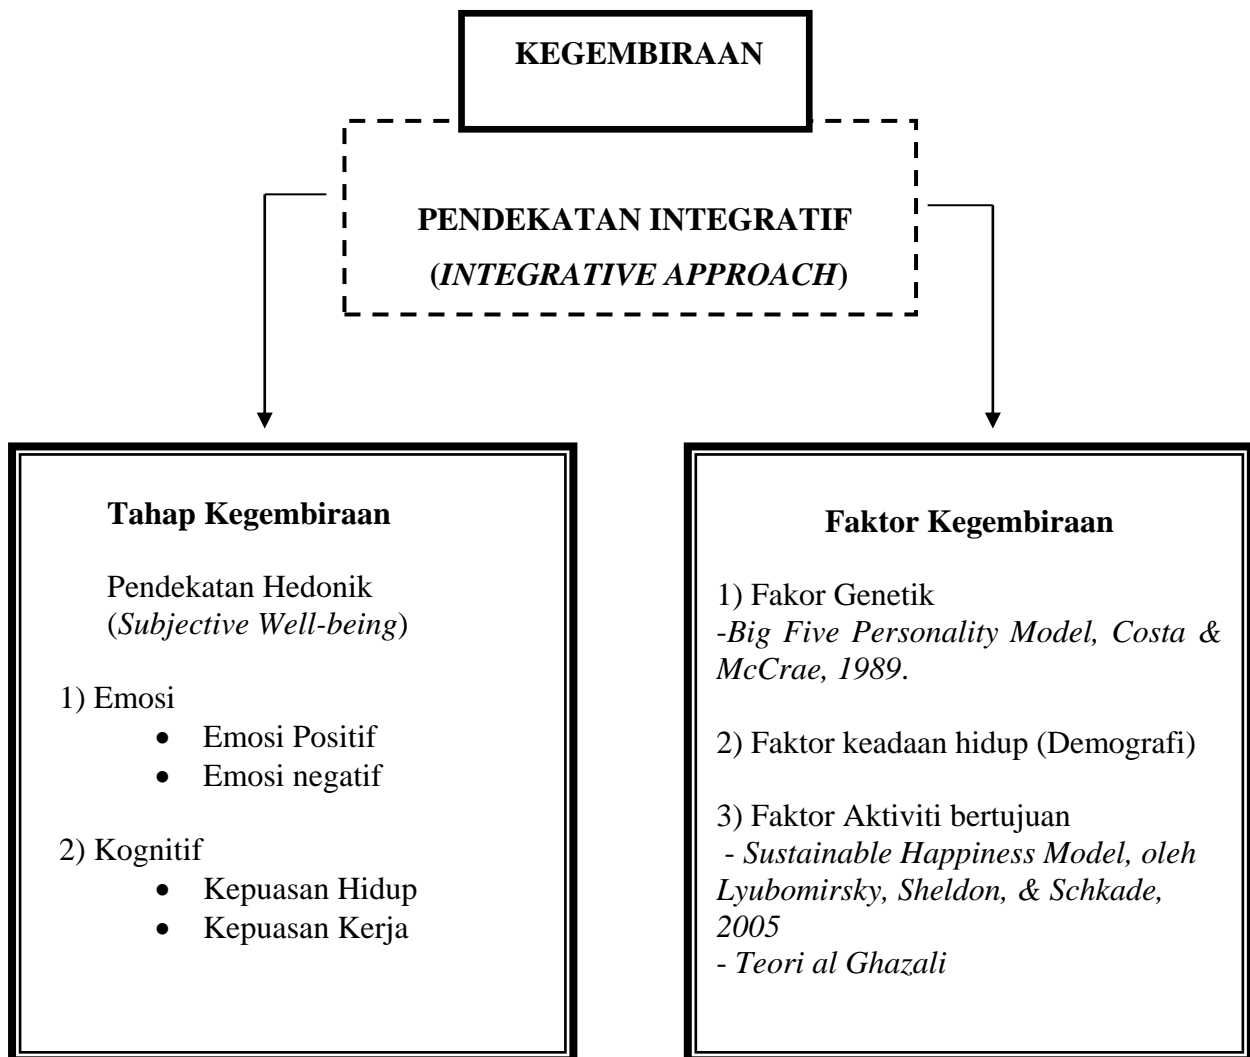 KEGEMBIRAAN
PENDEKATAN INTEGRATIF
(INTEGRATIVE APPROACH)
Tahap Kegembiraan
Pendekatan Hedonik
(Subjective Well-being)
1) Emosi
• Emosi Positif
• Emosi negatif
2) Kognitif
• Kepuasan Hidup
• Kepuasan Kerja
Faktor Kegembiraan
1) Fakor Genetik
-Big Five Personality Model, Costa &
McCrae, 1989.
2) Faktor keadaan hidup (Demografi)
3) Faktor Aktiviti bertujuan
- Sustainable Happiness Model, oleh
Lyubomirsky, Sheldon, & Schkade,
2005
- Teori al Ghazali